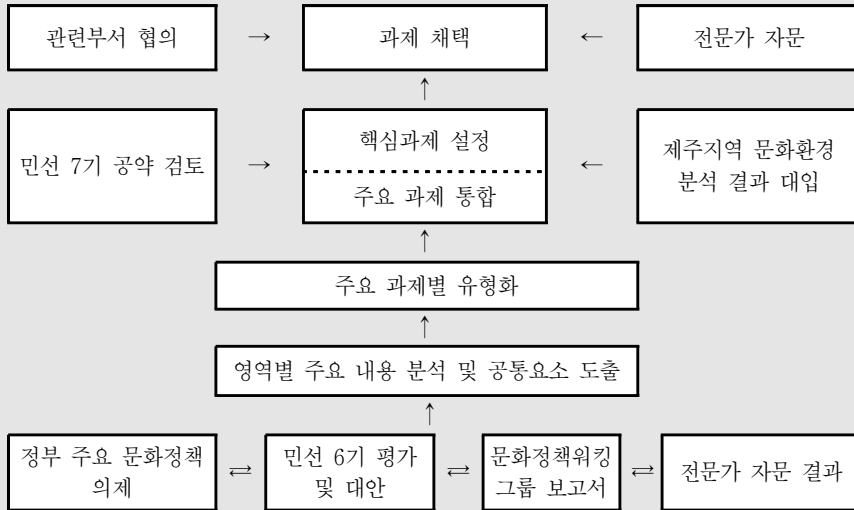 관련부서 협의 → 과제 채택 ← 전문가 자문
↑
민선 7기 공약 검토 → 핵심과제 설정 ← 제주지역 문화환경
주요 과제 통합 분석 결과 대입
↑
주요 과제별 유형화
↑
영역별 주요 내용 분석 및 공통요소 도출
↑
정부 주요 문화정책 ⇄ 민선 6기 평가 ⇄ 문화정책워킹 ⇄ 전문가 자문 결과
의제 및 대안 그룹 보고서